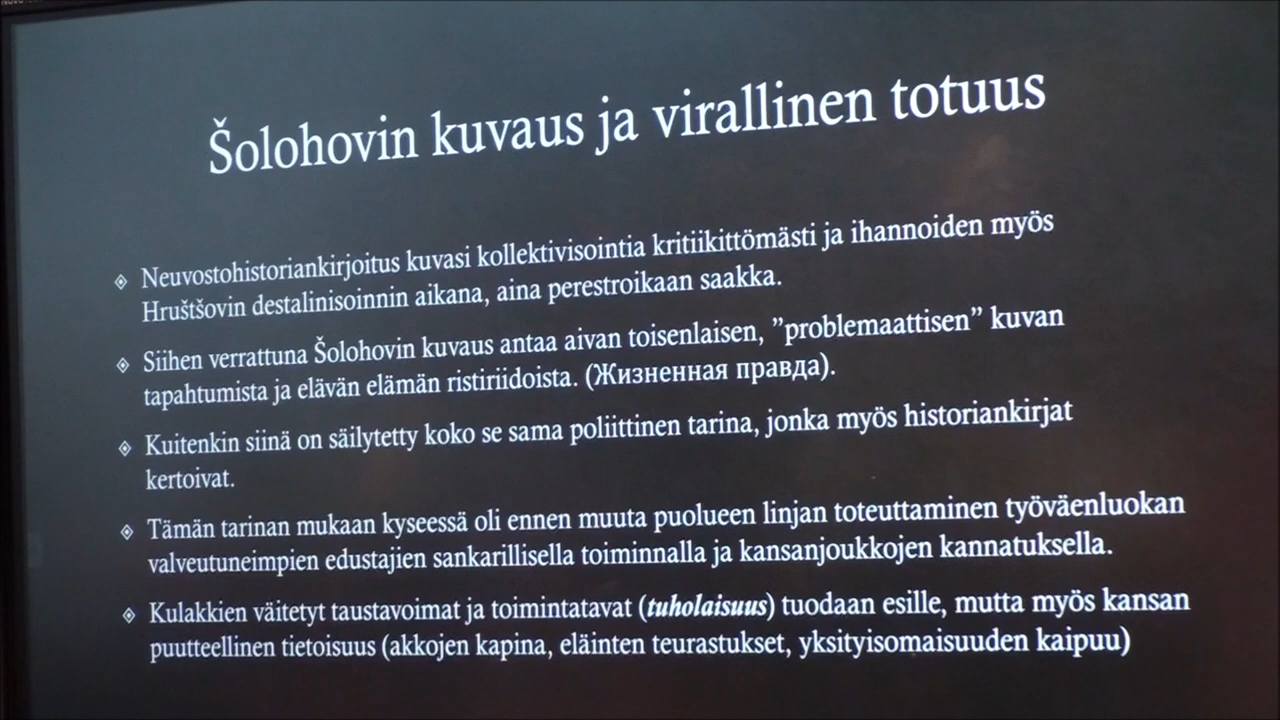 Šolohovin kuvaus ja virallinen totuus
Neuvostohistoriankirjoitus kuvasi kollektivisointia kritiikittömästi ja ihannoiden myös
Hruštšovin destalinisoinnin aikana, aina perestroikaan saakka.
Siihen verrattuna Šolohovin kuvaus antaa aivan toisenlaisen, ”problemaattisen” kuvan
tapahtumista ja elävän elämän ristiriidoista. (Жизненная правда).
Kuitenkin siinä on säilytetty koko se sama poliittinen tarina, jonka myös historiankirjat
kertoivat.
Tämän tarinan mukaan kyseessä oli ennen muuta puolueen linjan toteuttaminen työväenluokan
valveutuneimpien edustajien sankarillisella toiminnalla ja kansanjoukkojen kannatuksella.
Kulakkien väitetyt taustavoimat ja toimintatavat (tuholaisuus) tuodaan esille, mutta myös kansan
puutteellinen tietoisuus (akkojen kapina, eläinten teurastukset, yksityisomaisuuden kaipuu)